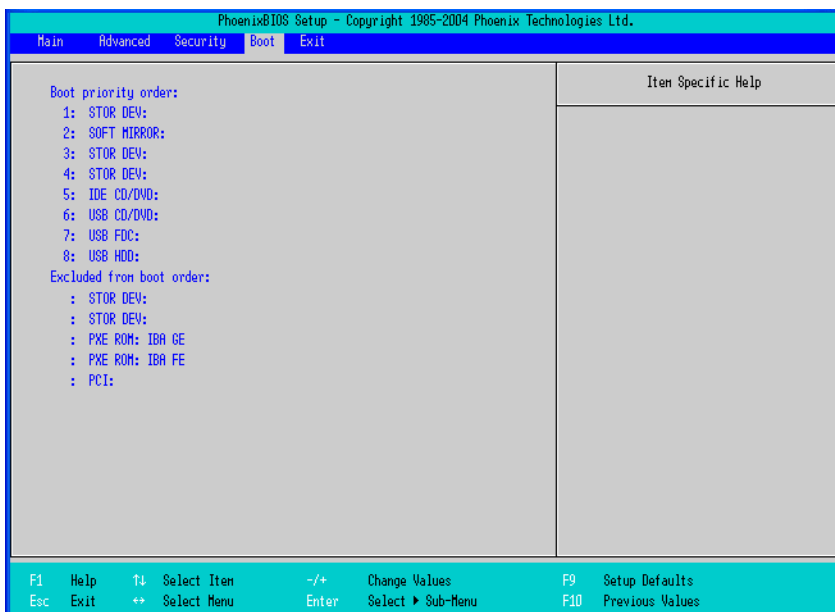 PhoenixBIOS Setup - Copyright 1985-2004 Phoenix Technologies Ltd.
Main Advanced Security Boot Exit
Item Specific Help
Boot priority order:
1: STOR DEV:
2: SOFT MIRROR:
3: STOR DEV:
4: STOR DEV:
5: IDE CD/DVD:
6: USB CD/DVD:
7: USB FDC:
8: USB HDD:
Excluded from boot order:
: STOR DEV:
: STOR DEV:
: PXE ROM: IBA GE
: PXE ROM: IBA FE
: PCI:
F1 Help ↑↓ Select Item -/+ Change Values F9 Setup Defaults
Esc Exit ↔ Select Menu Enter Select ▶ Sub-Menu F10 Previous Values